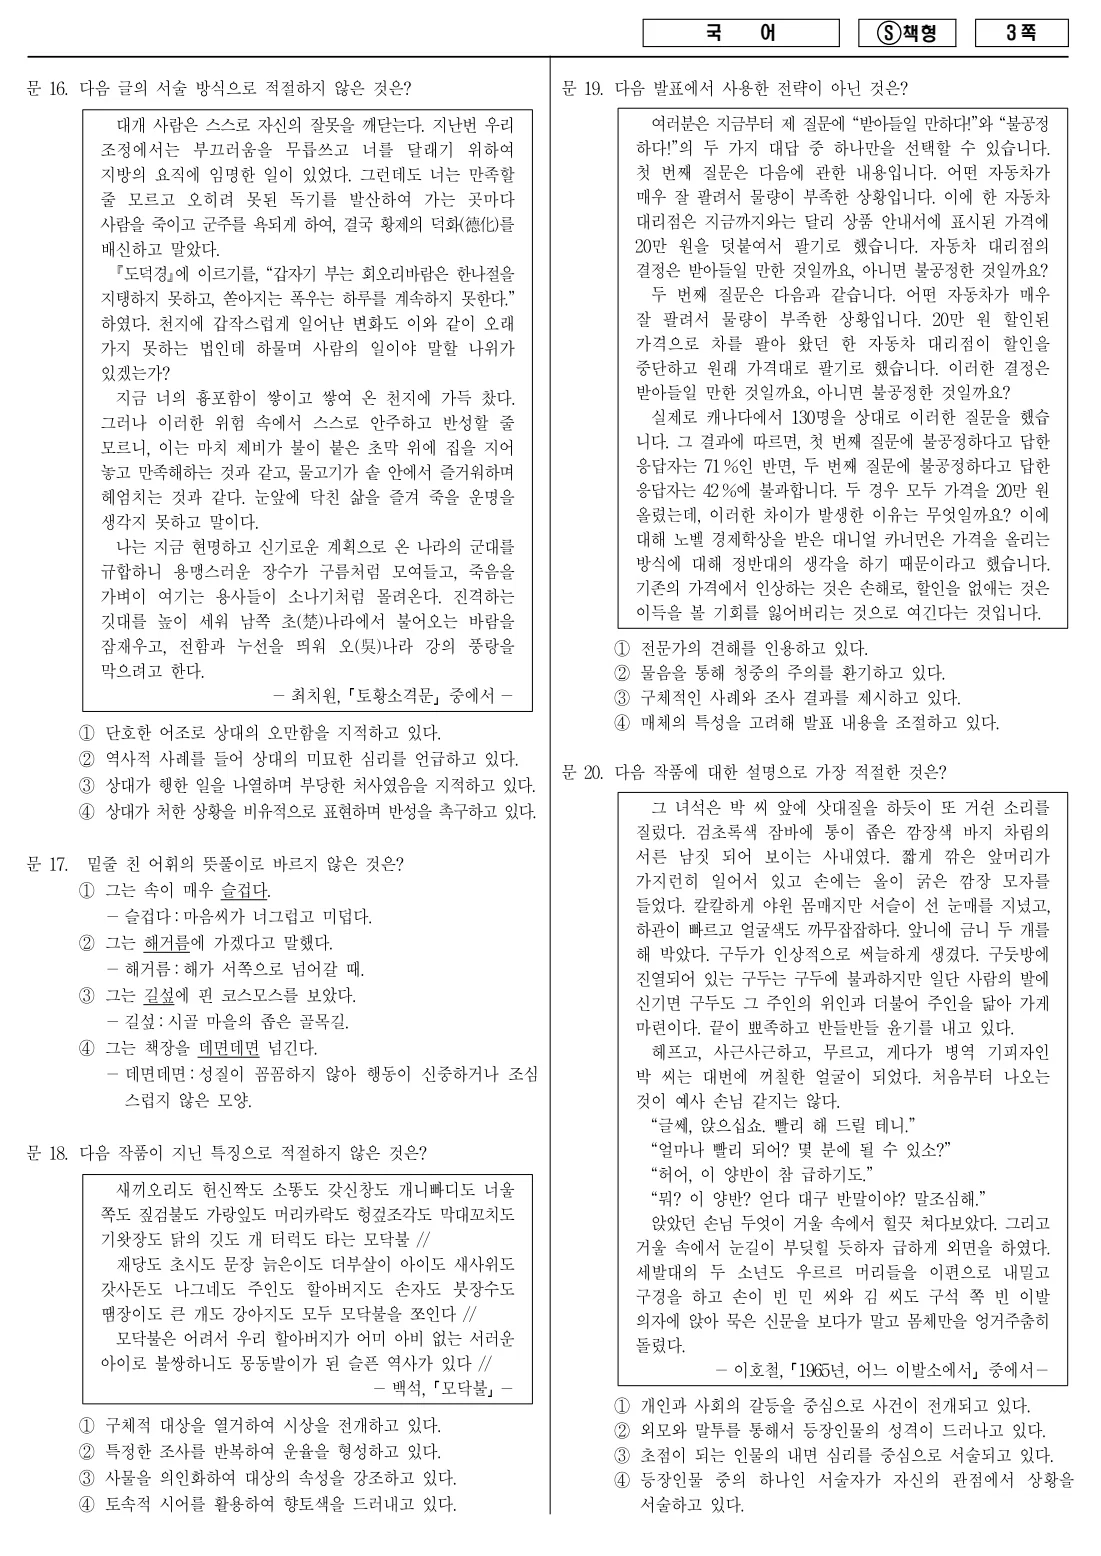 국 어
Ⓢ책형
3쪽
문 16. 다음 글의 서술 방식으로 적절하지 않은 것은?
대개 사람은 스스로 자신의 잘못을 깨닫는다. 지난번 우리
조정에서는 부끄러움을 무릅쓰고 너를 달래기 위하여
지방의 요직에 임명한 일이 있었다. 그런데도 너는 만족할
줄 모르고 오히려 못된 독기를 발산하여 가는 곳마다
사람을 죽이고 군주를 욕되게 하여, 결국 황제의 덕화(德化)를
배신하고 말았다.
『도덕경』에 이르기를, “갑자기 부는 회오리바람은 한나절을
지탱하지 못하고, 쏟아지는 폭우는 하루를 계속하지 못한다.”
하였다. 천지에 갑작스럽게 일어난 변화도 이와 같이 오래
가지 못하는 법인데 하물며 사람의 일이야 말할 나위가
있겠는가?
지금 너의 흉포함이 쌓이고 쌓여 온 천지에 가득 찼다.
그러나 이러한 위험 속에서 스스로 안주하고 반성할 줄
모르니, 이는 마치 제비가 불이 붙은 초막 위에 집을 지어
놓고 만족해하는 것과 같고, 물고기가 솥 안에서 즐거워하며
헤엄치는 것과 같다. 눈앞에 닥친 삶을 즐겨 죽을 운명을
생각지 못하고 말이다.
나는 지금 현명하고 신기로운 계획으로 온 나라의 군대를
규합하니 용맹스러운 장수가 구름처럼 모여들고, 죽음을
가벼이 여기는 용사들이 소나기처럼 몰려온다. 진격하는
깃대를 높이 세워 남쪽 초(楚)나라에서 불어오는 바람을
잠재우고, 전함과 누선을 띄워 오(吳)나라 강의 풍랑을
막으려고 한다.
－ 최치원, 「토황소격문」 중에서 －
① 단호한 어조로 상대의 오만함을 지적하고 있다.
② 역사적 사례를 들어 상대의 미묘한 심리를 언급하고 있다.
③ 상대가 행한 일을 나열하며 부당한 처사였음을 지적하고 있다.
④ 상대가 처한 상황을 비유적으로 표현하며 반성을 촉구하고 있다.
문 17. 밑줄 친 어휘의 뜻풀이로 바르지 않은 것은?
① 그는 속이 매우 슬겁다.
－ 슬겁다 : 마음씨가 너그럽고 미덥다.
② 그는 해거름에 가겠다고 말했다.
－ 해거름 : 해가 서쪽으로 넘어갈 때.
③ 그는 길섶에 핀 코스모스를 보았다.
－ 길섶 : 시골 마을의 좁은 골목길.
④ 그는 책장을 데면데면 넘긴다.
－ 데면데면 : 성질이 꼼꼼하지 않아 행동이 신중하거나 조심
스럽지 않은 모양.
문 18. 다음 작품이 지닌 특징으로 적절하지 않은 것은?
새끼오리도 헌신짝도 소똥도 갓신창도 개니빠디도 너울
쪽도 짚검불도 가랑잎도 머리카락도 헝겊조각도 막대꼬치도
기왓장도 닭의 깃도 개 터럭도 타는 모닥불 //
재당도 초시도 문장 늙은이도 더부살이 아이도 새사위도
갓사돈도 나그네도 주인도 할아버지도 손자도 붓장수도
땜장이도 큰 개도 강아지도 모두 모닥불을 쪼인다 //
모닥불은 어려서 우리 할아버지가 어미 아비 없는 서러운
아이로 불쌍하니도 몽둥발이가 된 슬픈 역사가 있다 //
－ 백석, 「모닥불」 －
① 구체적 대상을 열거하여 시상을 전개하고 있다.
② 특정한 조사를 반복하여 운율을 형성하고 있다.
③ 사물을 의인화하여 대상의 속성을 강조하고 있다.
④ 토속적 시어를 활용하여 향토색을 드러내고 있다.
문 19. 다음 발표에서 사용한 전략이 아닌 것은?
여러분은 지금부터 제 질문에 “받아들일 만하다!”와 “불공정
하다!”의 두 가지 대답 중 하나만을 선택할 수 있습니다.
첫 번째 질문은 다음에 관한 내용입니다. 어떤 자동차가
매우 잘 팔려서 물량이 부족한 상황입니다. 이에 한 자동차
대리점은 지금까지와는 달리 상품 안내서에 표시된 가격에
20만 원을 덧붙여서 팔기로 했습니다. 자동차 대리점의
결정은 받아들일 만한 것일까요, 아니면 불공정한 것일까요?
두 번째 질문은 다음과 같습니다. 어떤 자동차가 매우
잘 팔려서 물량이 부족한 상황입니다. 20만 원 할인된
가격으로 차를 팔아 왔던 한 자동차 대리점이 할인을
중단하고 원래 가격대로 팔기로 했습니다. 이러한 결정은
받아들일 만한 것일까요, 아니면 불공정한 것일까요?
실제로 캐나다에서 130명을 상대로 이러한 질문을 했습
니다. 그 결과에 따르면, 첫 번째 질문에 불공정하다고 답한
응답자는 71 %인 반면, 두 번째 질문에 불공정하다고 답한
응답자는 42 %에 불과합니다. 두 경우 모두 가격을 20만 원
올렸는데, 이러한 차이가 발생한 이유는 무엇일까요? 이에
대해 노벨 경제학상을 받은 대니얼 카너먼은 가격을 올리는
방식에 대해 정반대의 생각을 하기 때문이라고 했습니다.
기존의 가격에서 인상하는 것은 손해로, 할인을 없애는 것은
이득을 볼 기회를 잃어버리는 것으로 여긴다는 것입니다.
① 전문가의 견해를 인용하고 있다.
② 물음을 통해 청중의 주의를 환기하고 있다.
③ 구체적인 사례와 조사 결과를 제시하고 있다.
④ 매체의 특성을 고려해 발표 내용을 조절하고 있다.
문 20. 다음 작품에 대한 설명으로 가장 적절한 것은?
그 녀석은 박 씨 앞에 삿대질을 하듯이 또 거쉰 소리를
질렀다. 검초록색 잠바에 통이 좁은 깜장색 바지 차림의
서른 남짓 되어 보이는 사내였다. 짧게 깎은 앞머리가
가지런히 일어서 있고 손에는 올이 굵은 깜장 모자를
들었다. 칼칼하게 야윈 몸매지만 서슬이 선 눈매를 지녔고,
하관이 빠르고 얼굴색도 까무잡잡하다. 앞니에 금니 두 개를
해 박았다. 구두가 인상적으로 써늘하게 생겼다. 구둣방에
진열되어 있는 구두는 구두에 불과하지만 일단 사람의 발에
신기면 구두도 그 주인의 위인과 더불어 주인을 닮아 가게
마련이다. 끝이 뾰족하고 반들반들 윤기를 내고 있다.
헤프고, 사근사근하고, 무르고, 게다가 병역 기피자인
박 씨는 대번에 꺼칠한 얼굴이 되었다. 처음부터 나오는
것이 예사 손님 같지는 않다.
“글쎄, 앉으십쇼. 빨리 해 드릴 테니.”
“얼마나 빨리 되어? 몇 분에 될 수 있소?”
“허어, 이 양반이 참 급하기도.”
“뭐? 이 양반? 얻다 대구 반말이야? 말조심해.”
앉았던 손님 두엇이 거울 속에서 힐끗 쳐다보았다. 그리고
거울 속에서 눈길이 부딪힐 듯하자 급하게 외면을 하였다.
세발대의 두 소년도 우르르 머리들을 이편으로 내밀고
구경을 하고 손이 빈 민 씨와 김 씨도 구석 쪽 빈 이발
의자에 앉아 묵은 신문을 보다가 말고 몸체만을 엉거주춤히
돌렸다.
－ 이호철, 「1965년, 어느 이발소에서」 중에서－
① 개인과 사회의 갈등을 중심으로 사건이 전개되고 있다.
② 외모와 말투를 통해서 등장인물의 성격이 드러나고 있다.
③ 초점이 되는 인물의 내면 심리를 중심으로 서술되고 있다.
④ 등장인물 중의 하나인 서술자가 자신의 관점에서 상황을
서술하고 있다.